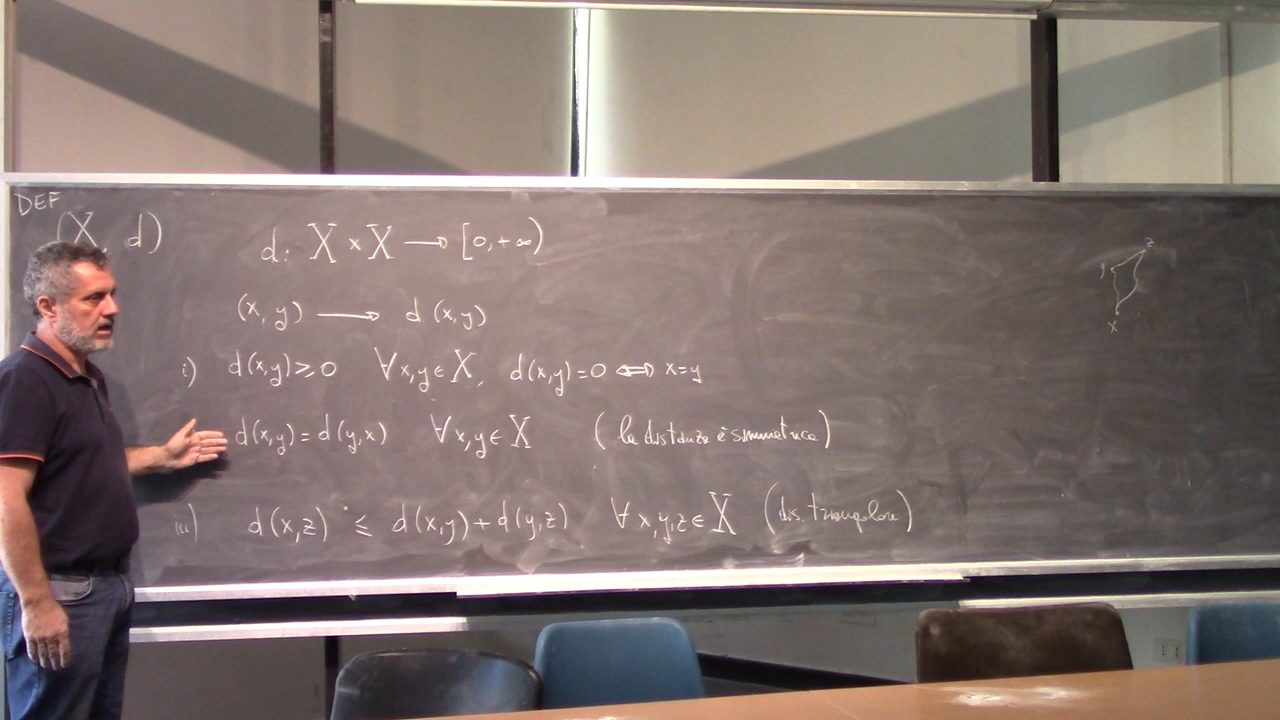 DEF
(X, d) d: X × X → [0, +∞)
(x, y) → d (x,y)
i) d(x,y) ≥ 0 ∀x,y ∈ X, d(x,y) = 0 ⇔ x=y
d(x,y) = d(y,x) ∀x,y ∈ X (la distanza è simmetrica)
iii) d(x,z) ≤ d(x,y) + d(y,z) ∀x,y,z ∈ X (dis. triangolare)
z
y
x